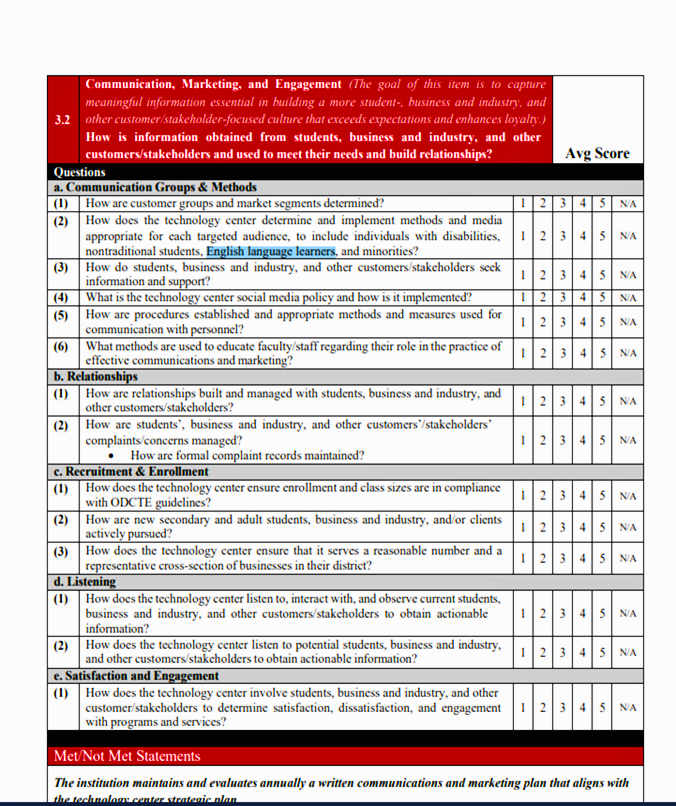 Communication, Marketing, and Engagement (The goal of this item is to capture
meaningful information essential in building a more student-, business and industry, and
other customer/stakeholder-focused culture that exceeds expectations and enhances loyalty.)
3.2
How is information obtained from students, business and industry, and other
customers/stakeholders and used to meet their needs and build relationships?
Avg Score
Questions
a. Communication Groups & Methods
(1) How are customer groups and market segments determined? 1 2 3 4 5 N/A
(2) How does the technology center determine and implement methods and media
appropriate for each targeted audience, to include individuals with disabilities, 1 2 3 4 5 N/A
nontraditional students, English language learners, and minorities?
(3) How do students, business and industry, and other customers/stakeholders seek
information and support? 1 2 3 4 5 N/A
(4) What is the technology center social media policy and how is it implemented? 1 2 3 4 5 N/A
(5) How are procedures established and appropriate methods and measures used for
communication with personnel? 1 2 3 4 5 N/A
(6) What methods are used to educate faculty/staff regarding their role in the practice of
effective communications and marketing? 1 2 3 4 5 N/A
b. Relationships
(1) How are relationships built and managed with students, business and industry, and
other customers/stakeholders? 1 2 3 4 5 N/A
(2) How are students', business and industry, and other customers'/stakeholders'
complaints/concerns managed? 1 2 3 4 5 N/A
• How are formal complaint records maintained?
c. Recruitment & Enrollment
(1) How does the technology center ensure enrollment and class sizes are in compliance
with ODCTE guidelines? 1 2 3 4 5 N/A
(2) How are new secondary and adult students, business and industry, and/or clients
actively pursued? 1 2 3 4 5 N/A
(3) How does the technology center ensure that it serves a reasonable number and a
representative cross-section of businesses in their district? 1 2 3 4 5 N/A
d. Listening
(1) How does the technology center listen to, interact with, and observe current students,
business and industry, and other customers/stakeholders to obtain actionable 1 2 3 4 5 N/A
information?
(2) How does the technology center listen to potential students, business and industry,
and other customers/stakeholders to obtain actionable information? 1 2 3 4 5 N/A
e. Satisfaction and Engagement
(1) How does the technology center involve students, business and industry, and other
customer/stakeholders to determine satisfaction, dissatisfaction, and engagement 1 2 3 4 5 N/A
with programs and services?
Met/Not Met Statements
The institution maintains and evaluates annually a written communications and marketing plan that aligns with
the technology center strategic plan